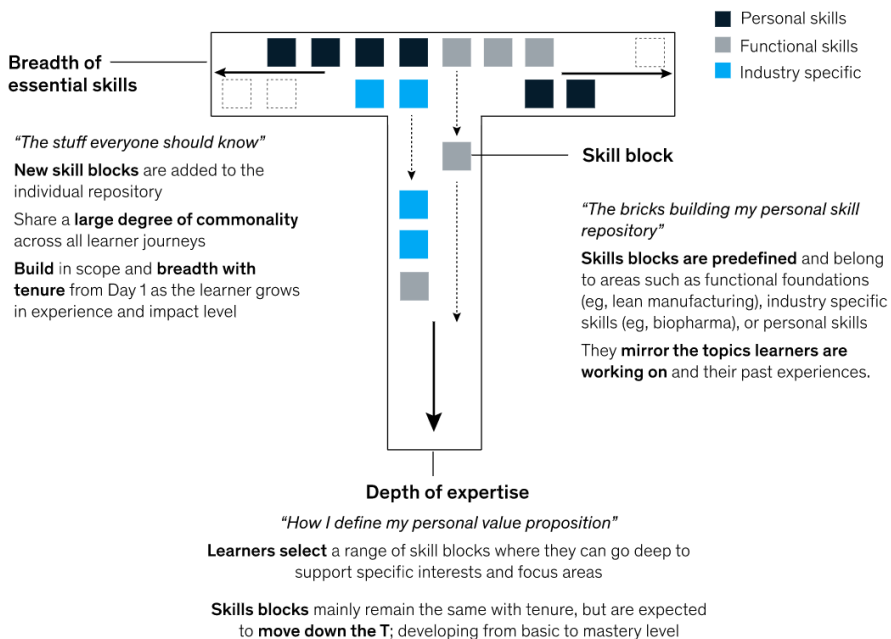 Personal skills
Functional skills
Industry specific
Breadth of
essential skills
“The stuff everyone should know”
New skill blocks are added to the
individual repository
Share a large degree of commonality
across all learner journeys
Build in scope and breadth with
tenure from Day 1 as the learner grows
in experience and impact level
Skill block
“The bricks building my personal skill
repository”
Skills blocks are predefined and belong
to areas such as functional foundations
(eg, lean manufacturing), industry specific
skills (eg, biopharma), or personal skills
They mirror the topics learners are
working on and their past experiences.
Depth of expertise
“How I define my personal value proposition”
Learners select a range of skill blocks where they can go deep to
support specific interests and focus areas
Skills blocks mainly remain the same with tenure, but are expected
to move down the T; developing from basic to mastery level